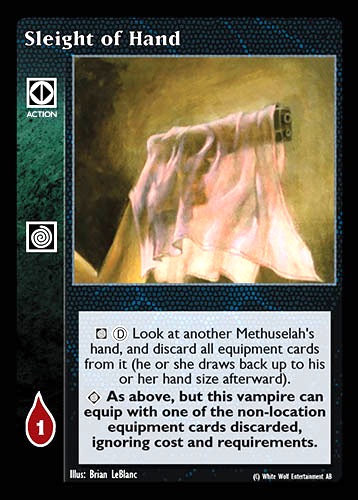 Sleight of Hand
ACTION
Ⓓ Look at another Methuselah's
hand, and discard all equipment cards
from it (he or she draws back up to his
or her hand size afterward).
As above, but this vampire can
equip with one of the non-location
equipment cards discarded,
ignoring cost and requirements.
1
Illus: Brian LeBlanc
(C) White Wolf Entertainment AB